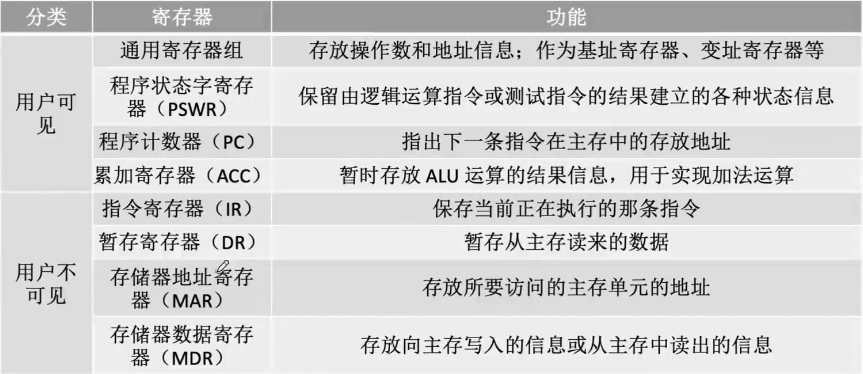 分类 寄存器 功能
用户可见
通用寄存器组 存放操作数和地址信息；作为基址寄存器、变址寄存器等
程序状态字寄存器（PSWR） 保留由逻辑运算指令或测试指令的结果建立的各种状态信息
程序计数器（PC） 指出下一条指令在主存中的存放地址
累加寄存器（ACC） 暂时存放 ALU 运算的结果信息，用于实现加法运算
用户不可见
指令寄存器（IR） 保存当前正在执行的那条指令
暂存寄存器（DR） 暂存从主存读来的数据
存储器地址寄存器（MAR） 存放所要访问的主存单元的地址
存储器数据寄存器（MDR） 存放向主存写入的信息或从主存中读出的信息